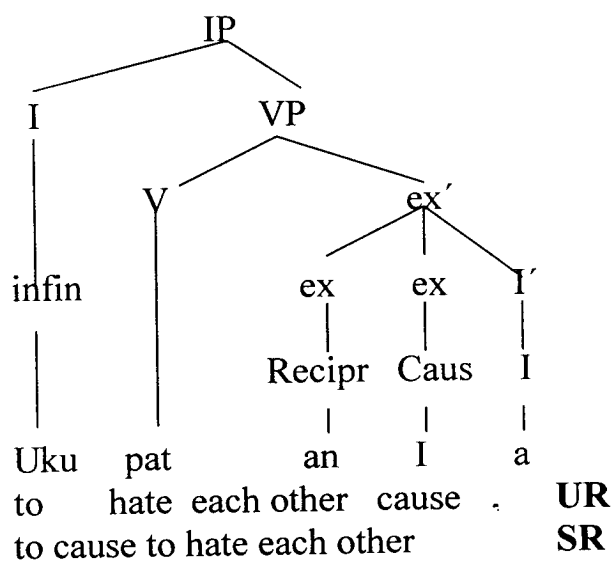 IP
I VP
V ex´
infin ex ex I´
Recipr Caus I
Uku pat an I a
to hate each other cause . UR
to cause to hate each other SR